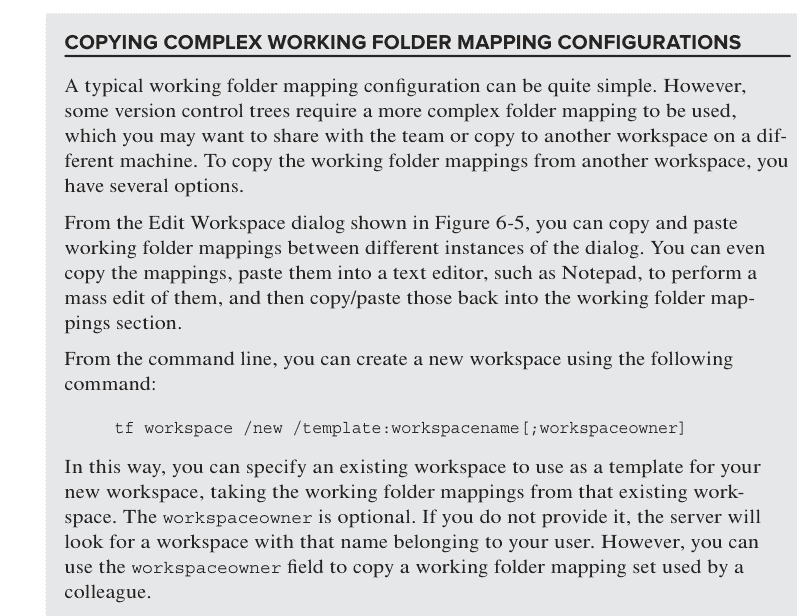 COPYING COMPLEX WORKING FOLDER MAPPING CONFIGURATIONS
A typical working folder mapping configuration can be quite simple. However,
some version control trees require a more complex folder mapping to be used,
which you may want to share with the team or copy to another workspace on a dif-
ferent machine. To copy the working folder mappings from another workspace, you
have several options.
From the Edit Workspace dialog shown in Figure 6-5, you can copy and paste
working folder mappings between different instances of the dialog. You can even
copy the mappings, paste them into a text editor, such as Notepad, to perform a
mass edit of them, and then copy/paste those back into the working folder map-
pings section.
From the command line, you can create a new workspace using the following
command:
tf workspace /new /template:workspacename[;workspaceowner]
In this way, you can specify an existing workspace to use as a template for your
new workspace, taking the working folder mappings from that existing work-
space. The workspaceowner is optional. If you do not provide it, the server will
look for a workspace with that name belonging to your user. However, you can
use the workspaceowner field to copy a working folder mapping set used by a
colleague.